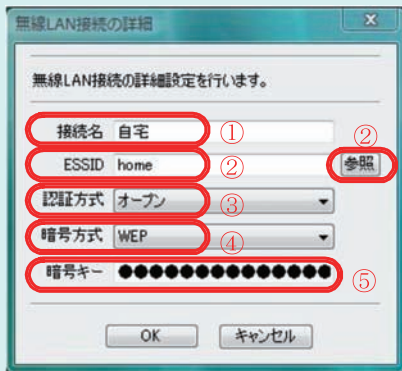 無線LAN接続の詳細
無線LAN接続の詳細設定を行います。
接続名 自宅 ①
②
ESSID home ② 参照
認証方式 オープン ③
暗号方式 WEP ④
暗号キー ●●●●●●●●●●●●●● ⑤
OK キャンセル